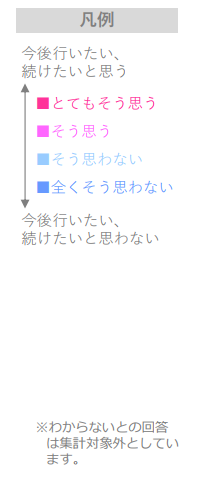 凡例
今後行いたい、
続けたいと思う
■とてもそう思う
■そう思う
■そう思わない
■全くそう思わない
今後行いたい、
続けたいと思わない
※わからないとの回答
は集計対象外としてい
ます。